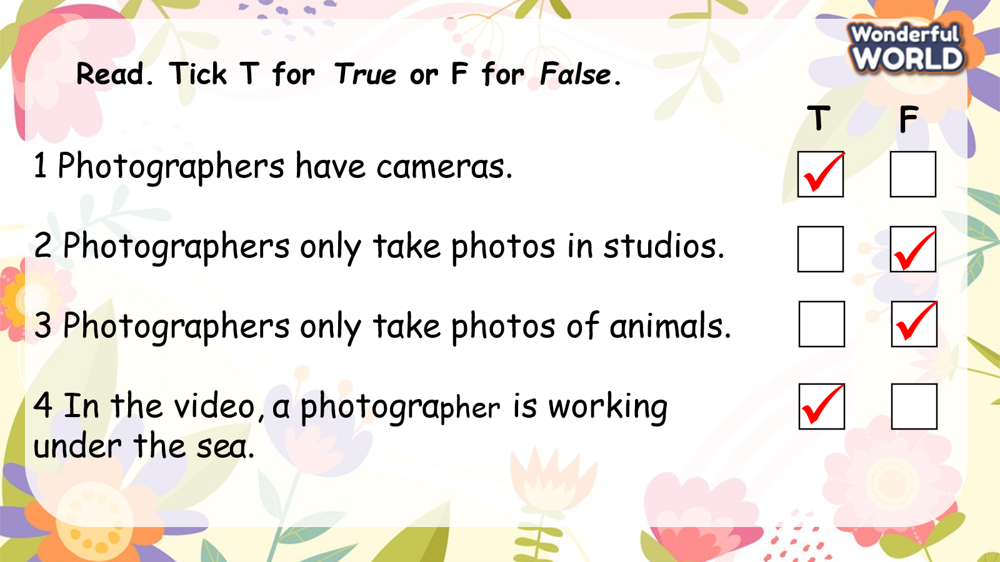 Wonderful
WORLD
Read. Tick T for True or F for False.
T F
1 Photographers have cameras.
2 Photographers only take photos in studios.
3 Photographers only take photos of animals.
4 In the video, a photographer is working
under the sea.